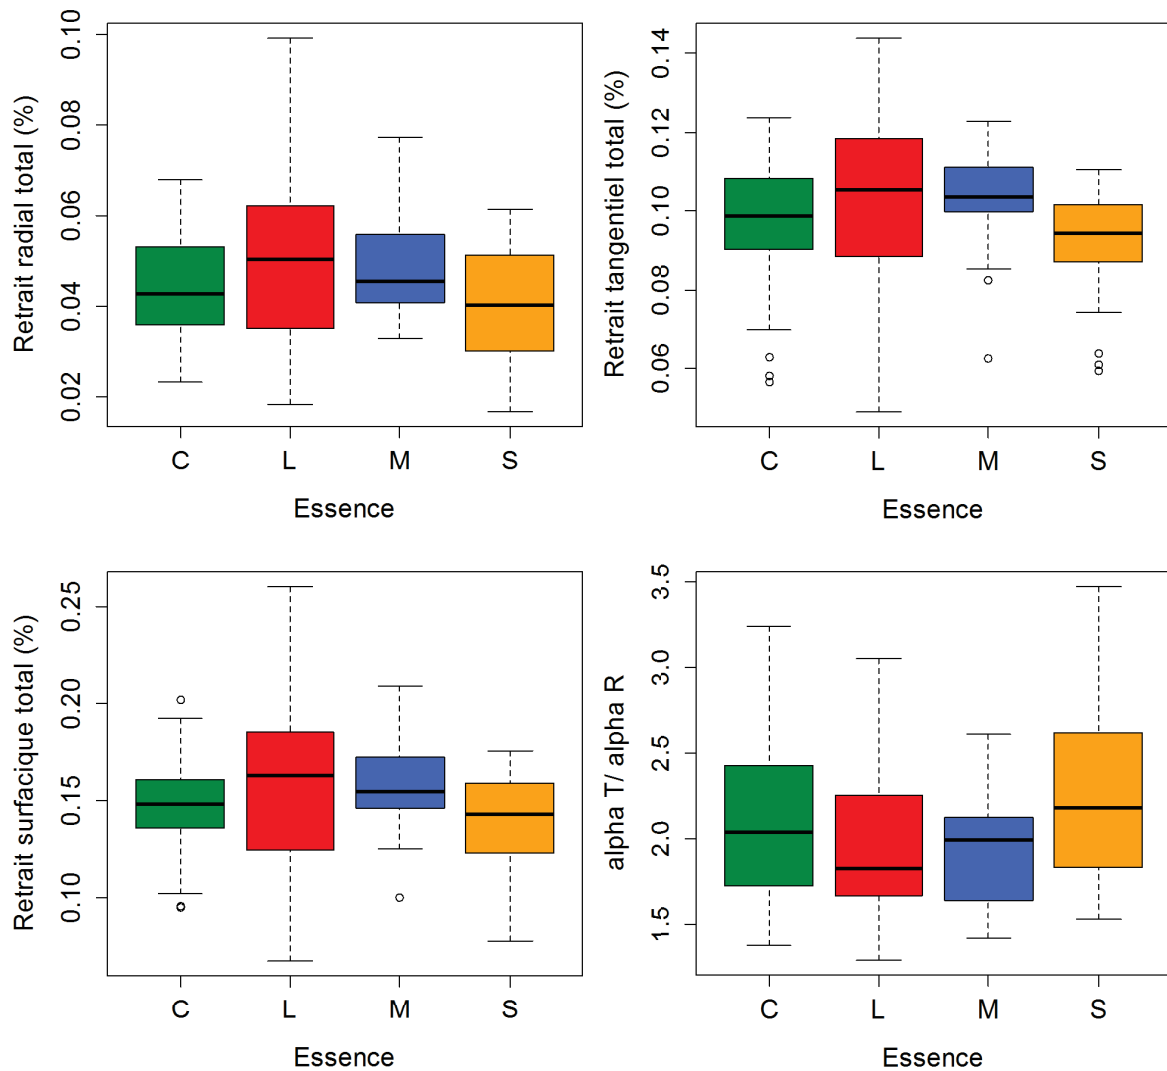 Retrait radial total (%)
0.10
0.08
0.06
0.04
0.02
C L M S
Essence
Retrait tangentiel total (%)
0.14
0.12
0.10
0.08
0.06
C L M S
Essence
Retrait surfacique total (%)
0.25
0.20
0.15
0.10
C L M S
Essence
alpha T/ alpha R
3.5
3.0
2.5
2.0
1.5
C L M S
Essence